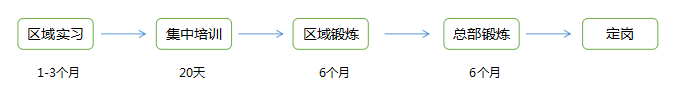 区域实习
集中培训
区域锻炼
总部锻炼
定岗
1-3个月
20天
6个月
6个月